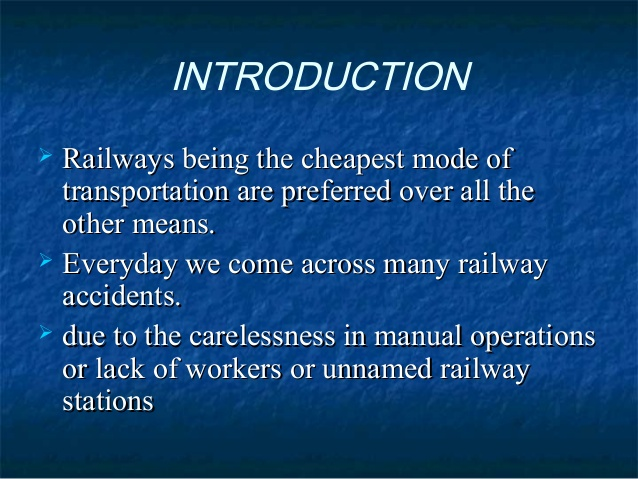 INTRODUCTION
Railways being the cheapest mode of
transportation are preferred over all the
other means.
Everyday we come across many railway
accidents.
due to the carelessness in manual operations
or lack of workers or unnamed railway
stations